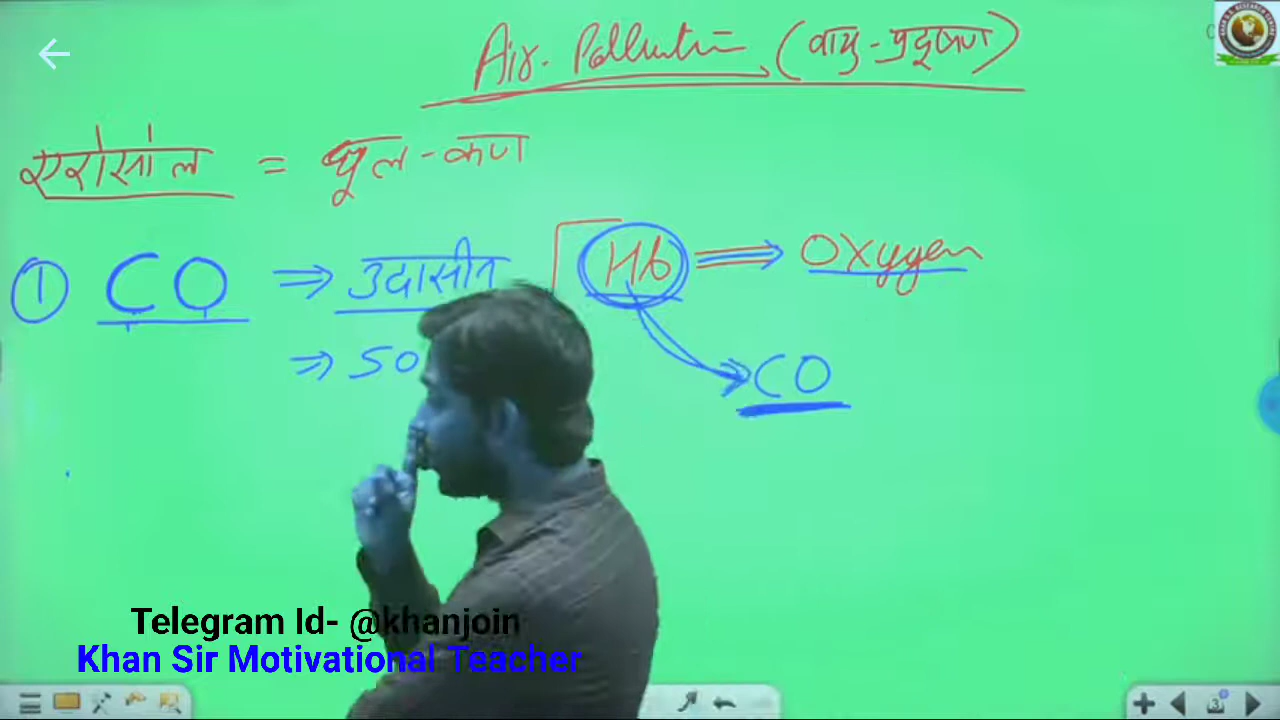 Air. Pollution (वायु-प्रदूषण)
एरोसॉल = धूल-कण
① CO ⇒ उदासीन Hb ⇒ Oxygen
⇒ 50 CO
Telegram Id- @khanjoin
Khan Sir Motivational Teacher